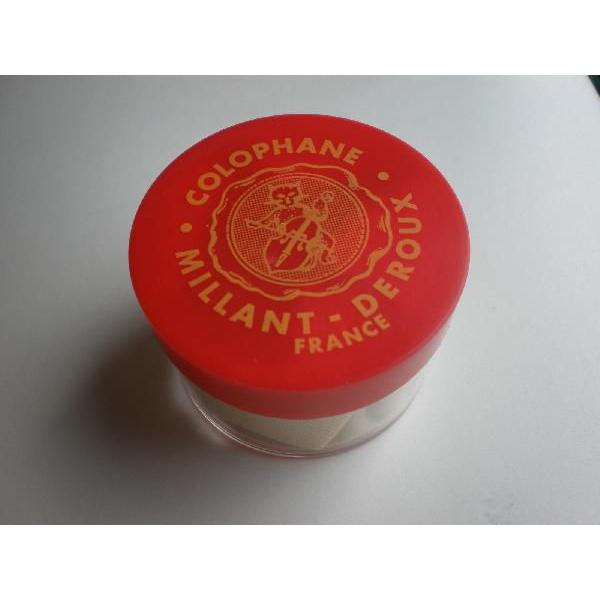 • COLOPHANE •
MILLANT - DEROUX
FRANCE